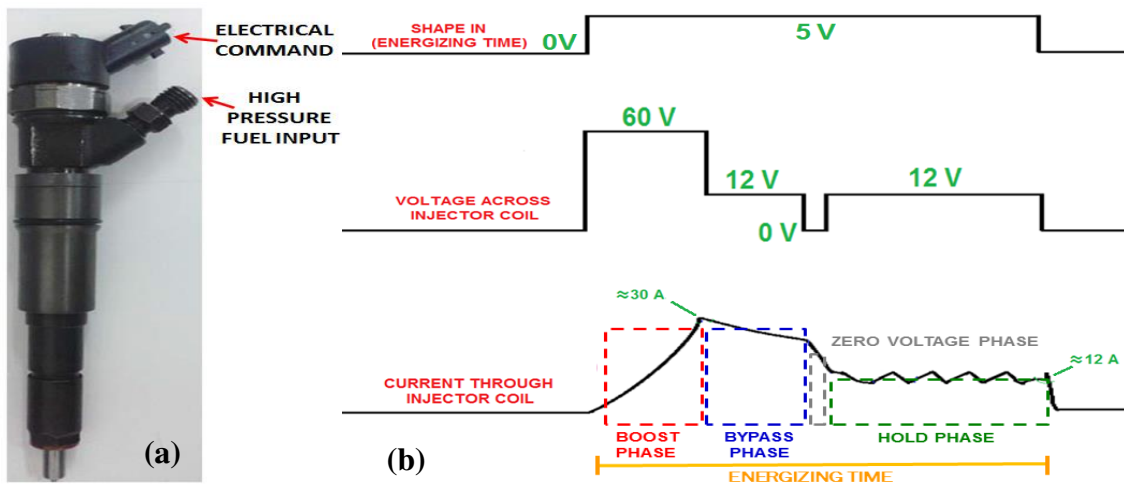 ELECTRICAL
COMMAND
HIGH
PRESSURE
FUEL INPUT
(a)
SHAPE IN
(ENERGIZING TIME)
0V
5 V
60 V
12 V
12 V
VOLTAGE ACROSS
INJECTOR COIL
0 V
≈30 A
ZERO VOLTAGE PHASE
≈12 A
CURRENT THROUGH
INJECTOR COIL
BOOST
PHASE
BYPASS
PHASE
HOLD PHASE
(b)
ENERGIZING TIME